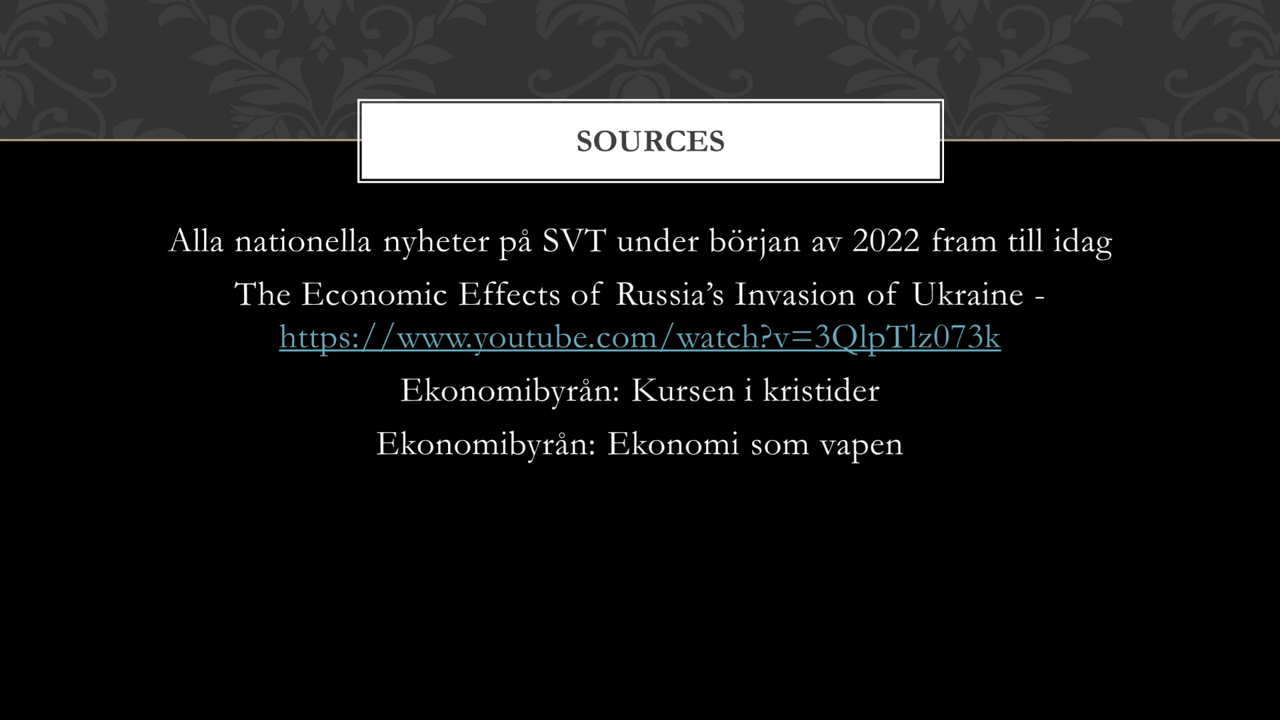 SOURCES
Alla nationella nyheter på SVT under början av 2022 fram till idag
The Economic Effects of Russia’s Invasion of Ukraine -
https://www.youtube.com/watch?v=3QlpTlz073k
Ekonomibyrån: Kursen i kristider
Ekonomibyrån: Ekonomi som vapen